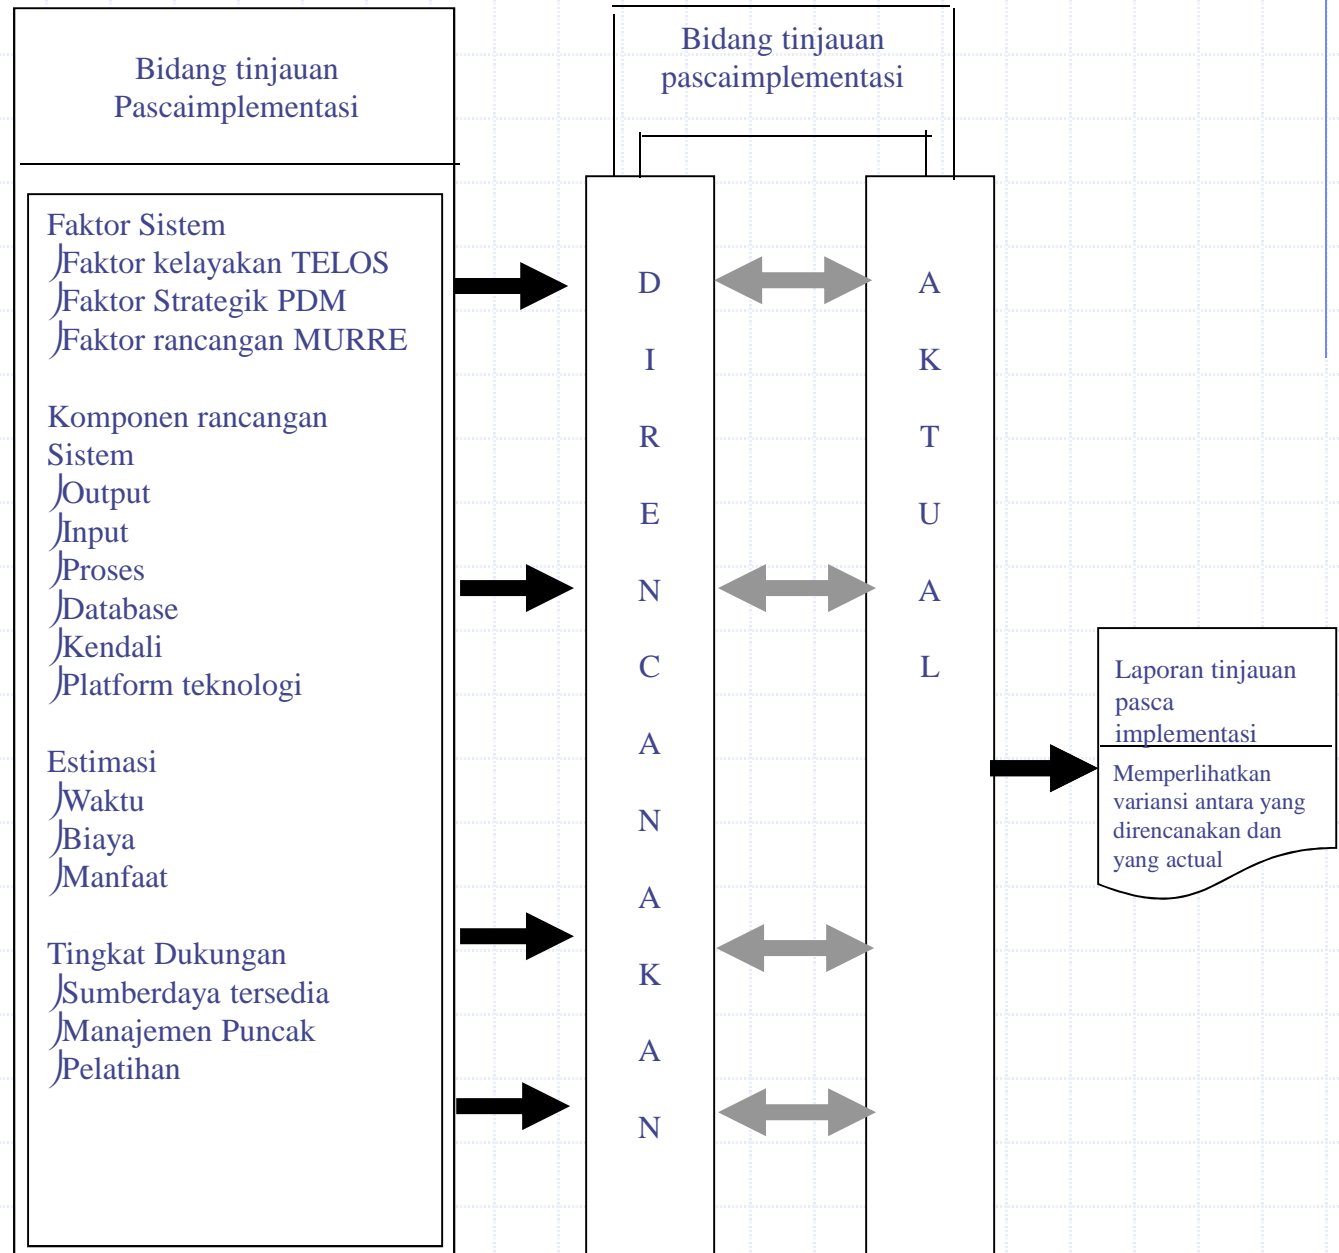 Bidang tinjauan
Pascaimplementasi
Faktor Sistem
Faktor kelayakan TELOS
Faktor Strategik PDM
Faktor rancangan MURRE
Komponen rancangan
Sistem
Output
Input
Proses
Database
Kendali
Platform teknologi
Estimasi
Waktu
Biaya
Manfaat
Tingkat Dukungan
Sumberdaya tersedia
Manajemen Puncak
Pelatihan
Bidang tinjauan
pascaimplementasi
D
I
R
E
N
C
A
N
A
K
A
N
A
K
T
U
A
L
Laporan tinjauan
pasca
implementasi
Memperlihatkan
variansi antara yang
direncanakan dan
yang actual